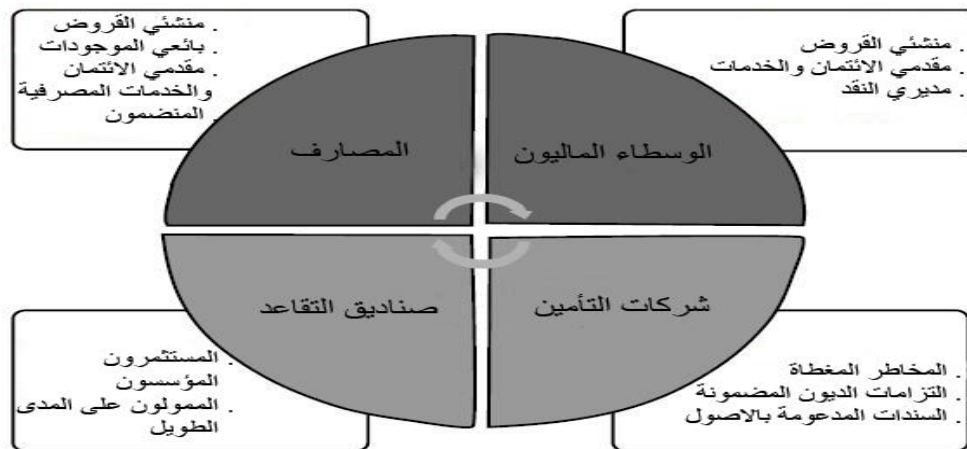 . منشئي القروض
. مقدمي الائتمان والخدمات
. مديري النقد
. منشئي القروض
. بائعي الموجودات
. مقدمي الائتمان
والخدمات المصرفية
. المنضمون
الوسطاء الماليون
المصارف
شركات التأمين
صناديق التقاعد
. المخاطر المغطاة
. التزامات الديون المضمونة
. السندات المدعومة بالاصول
. المستثمرون
المؤسسون
. الممولون على المدى
الطويل